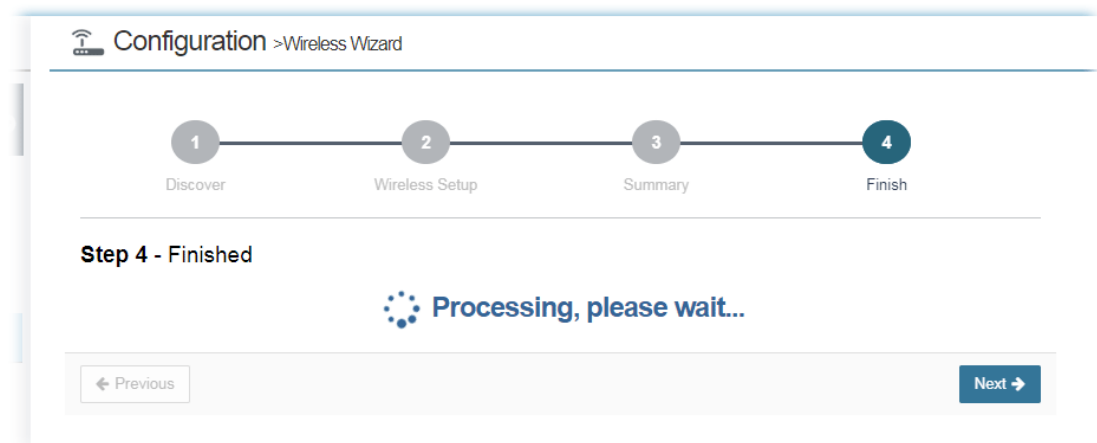 Configuration >Wireless Wizard
1 2 3 4
Discover Wireless Setup Summary Finish
Step 4 - Finished
Processing, please wait...
Previous Next